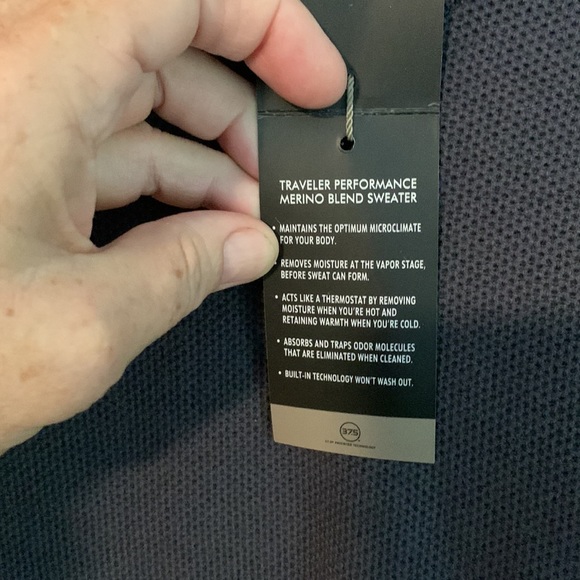 TRAVELER PERFORMANCE
MERINO BLEND SWEATER
• MAINTAINS THE OPTIMUM MICROCLIMATE
FOR YOUR BODY.
• REMOVES MOISTURE AT THE VAPOR STAGE,
BEFORE SWEAT CAN FORM.
• ACTS LIKE A THERMOSTAT BY REMOVING
MOISTURE WHEN YOU'RE HOT AND
RETAINING WARMTH WHEN YOU'RE COLD.
• ABSORBS AND TRAPS ODOR MOLECULES
THAT ARE ELIMINATED WHEN CLEANED.
• BUILT-IN TECHNOLOGY WON'T WASH OUT.
37.5